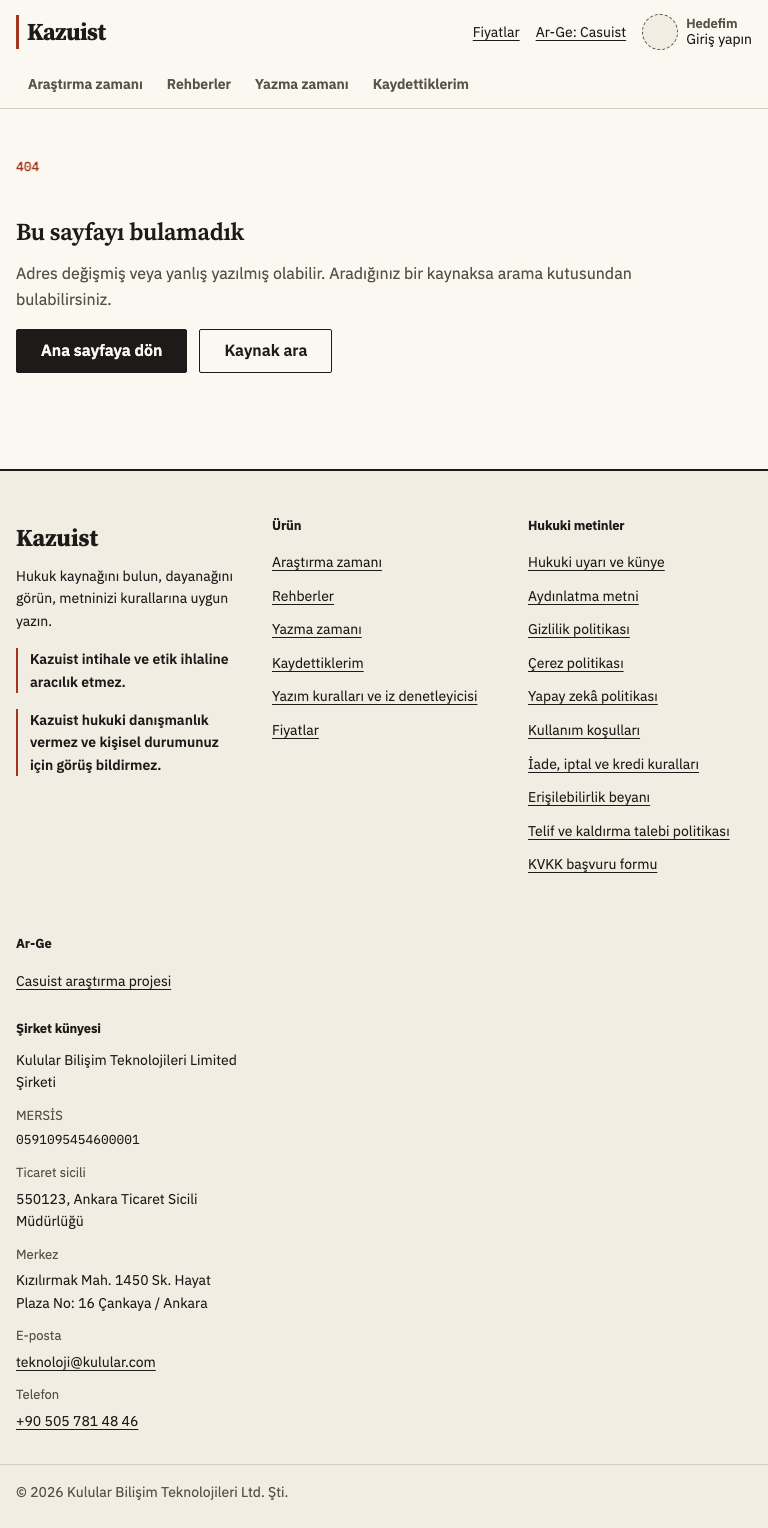 Kazuist
Fiyatlar
Ar-Ge: Casuist
Hedefim
Giriş yapın
Araştırma zamanı
Rehberler
Yazma zamanı
Kaydettiklerim
404
Bu sayfayı bulamadık
Adres değişmiş veya yanlış yazılmış olabilir. Aradığınız bir kaynaksa arama kutusundan
bulabilirsiniz.
Ana sayfaya dön
Kaynak ara
Kazuist
Hukuk kaynağını bulun, dayanağını
görün, metninizi kurallarına uygun
yazın.
Kazuist intihale ve etik ihlaline
aracılık etmez.
Kazuist hukuki danışmanlık
vermez ve kişisel durumunuz
için görüş bildirmez.
Ürün
Araştırma zamanı
Rehberler
Yazma zamanı
Kaydettiklerim
Yazım kuralları ve iz denetleyicisi
Fiyatlar
Hukuki metinler
Hukuki uyarı ve künye
Aydınlatma metni
Gizlilik politikası
Çerez politikası
Yapay zekâ politikası
Kullanım koşulları
İade, iptal ve kredi kuralları
Erişilebilirlik beyanı
Telif ve kaldırma talebi politikası
KVKK başvuru formu
Ar-Ge
Casuist araştırma projesi
Şirket künyesi
Kulular Bilişim Teknolojileri Limited
Şirketi
MERSİS
0591095454600001
Ticaret sicili
550123, Ankara Ticaret Sicili
Müdürlüğü
Merkez
Kızılırmak Mah. 1450 Sk. Hayat
Plaza No: 16 Çankaya / Ankara
E-posta
teknoloji@kulular.com
Telefon
+90 505 781 48 46
© 2026 Kulular Bilişim Teknolojileri Ltd. Şti.